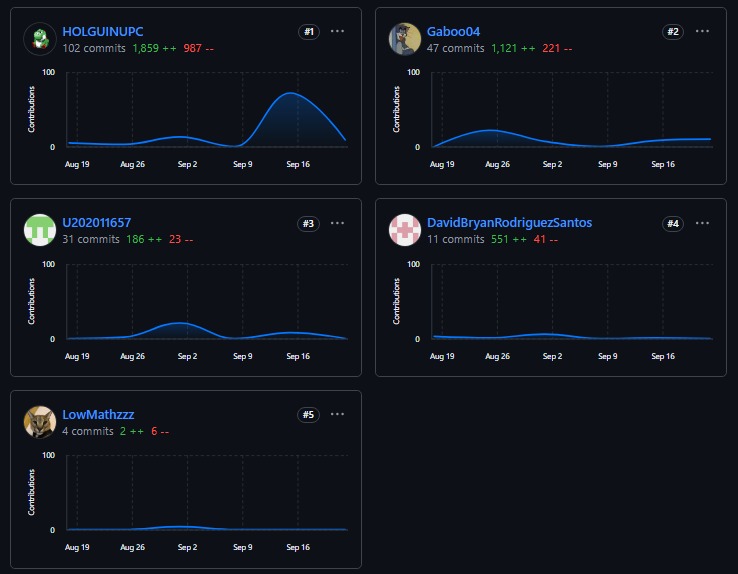 HOLGUINUPC #1 ...
102 commits 1,859 ++ 987 --
100
Contributions
0
Aug 19 Aug 26 Sep 2 Sep 9 Sep 16
Gaboo04 #2 ...
47 commits 1,121 ++ 221 --
100
Contributions
0
Aug 19 Aug 26 Sep 2 Sep 9 Sep 16
U202011657 #3 ...
31 commits 186 ++ 23 --
100
Contributions
0
Aug 19 Aug 26 Sep 2 Sep 9 Sep 16
DavidBryanRodriguezSantos #4 ...
11 commits 551 ++ 41 --
100
Contributions
0
Aug 19 Aug 26 Sep 2 Sep 9 Sep 16
LowMathzzz #5 ...
4 commits 2 ++ 6 --
100
Contributions
0
Aug 19 Aug 26 Sep 2 Sep 9 Sep 16